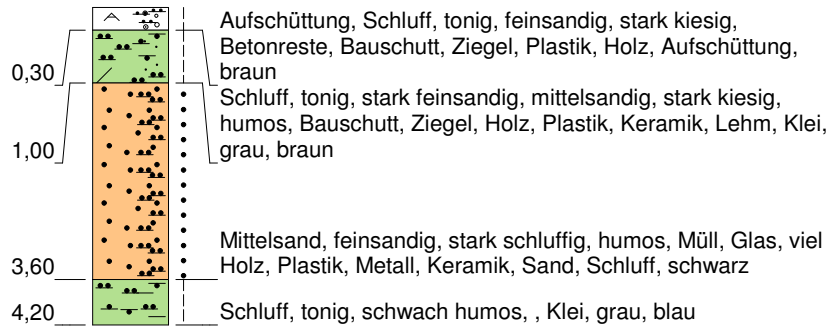 Aufschüttung, Schluff, tonig, feinsandig, stark kiesig,
Betonreste, Bauschutt, Ziegel, Plastik, Holz, Aufschüttung,
braun
0,30
Schluff, tonig, stark feinsandig, mittelsandig, stark kiesig,
humos, Bauschutt, Ziegel, Holz, Plastik, Keramik, Lehm, Klei,
grau, braun
1,00
Mittelsand, feinsandig, stark schluffig, humos, Müll, Glas, viel
Holz, Plastik, Metall, Keramik, Sand, Schluff, schwarz
3,60
Schluff, tonig, schwach humos, , Klei, grau, blau
4,20